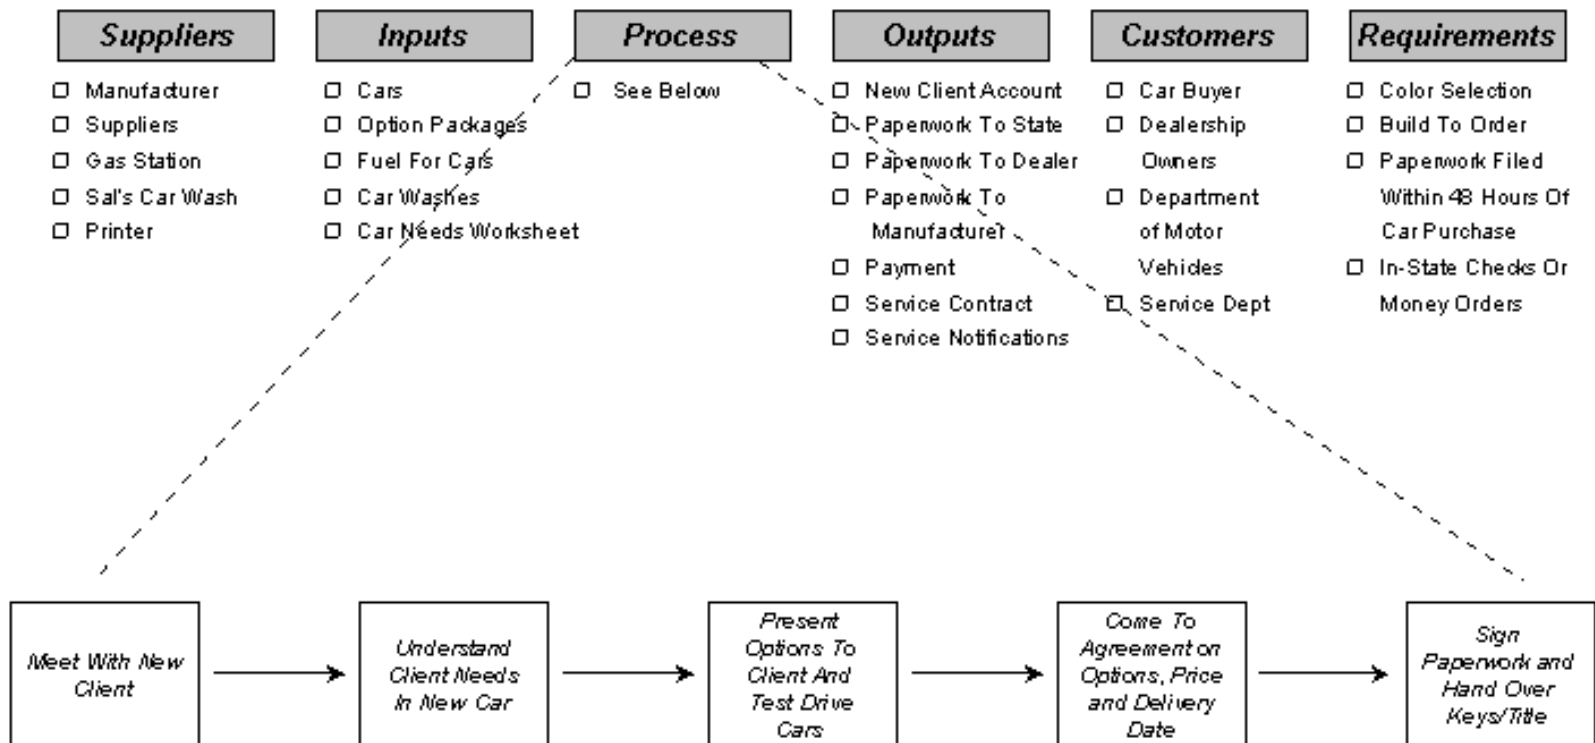 Suppliers
Manufacturer
Suppliers
Gas Station
Sal's Car Wash
Printer
Inputs
Cars
Option Packages
Fuel For Cars
Car Washes
Car Needs Worksheet
Process
See Below
Outputs
New Client Account
Paperwork To State
Paperwork To Dealer
Paperwork To
Manufacturer
Payment
Service Contract
Service Notifications
Customers
Car Buyer
Dealership
Owners
Department
of Motor
Vehicles
Service Dept
Requirements
Color Selection
Build To Order
Paperwork Filed
Within 48 Hours Of
Car Purchase
In-State Checks Or
Money Orders
Meet With New
Client
Understand
Client Needs
In New Car
Present
Options To
Client And
Test Drive
Cars
Come To
Agreement on
Options, Price
and Delivery
Date
Sign
Paperwork and
Hand Over
Keys/Title